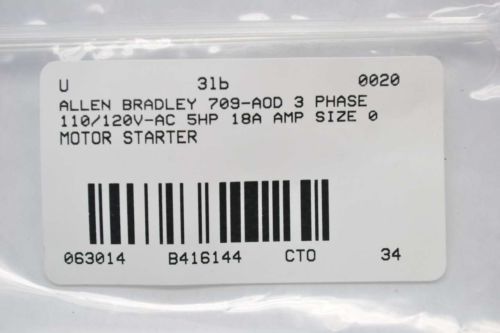 U 3lb 0020
ALLEN BRADLEY 709-AOD 3 PHASE
110/120V-AC 5HP 18A AMP SIZE 0
MOTOR STARTER
063014 B416144 CTO 34